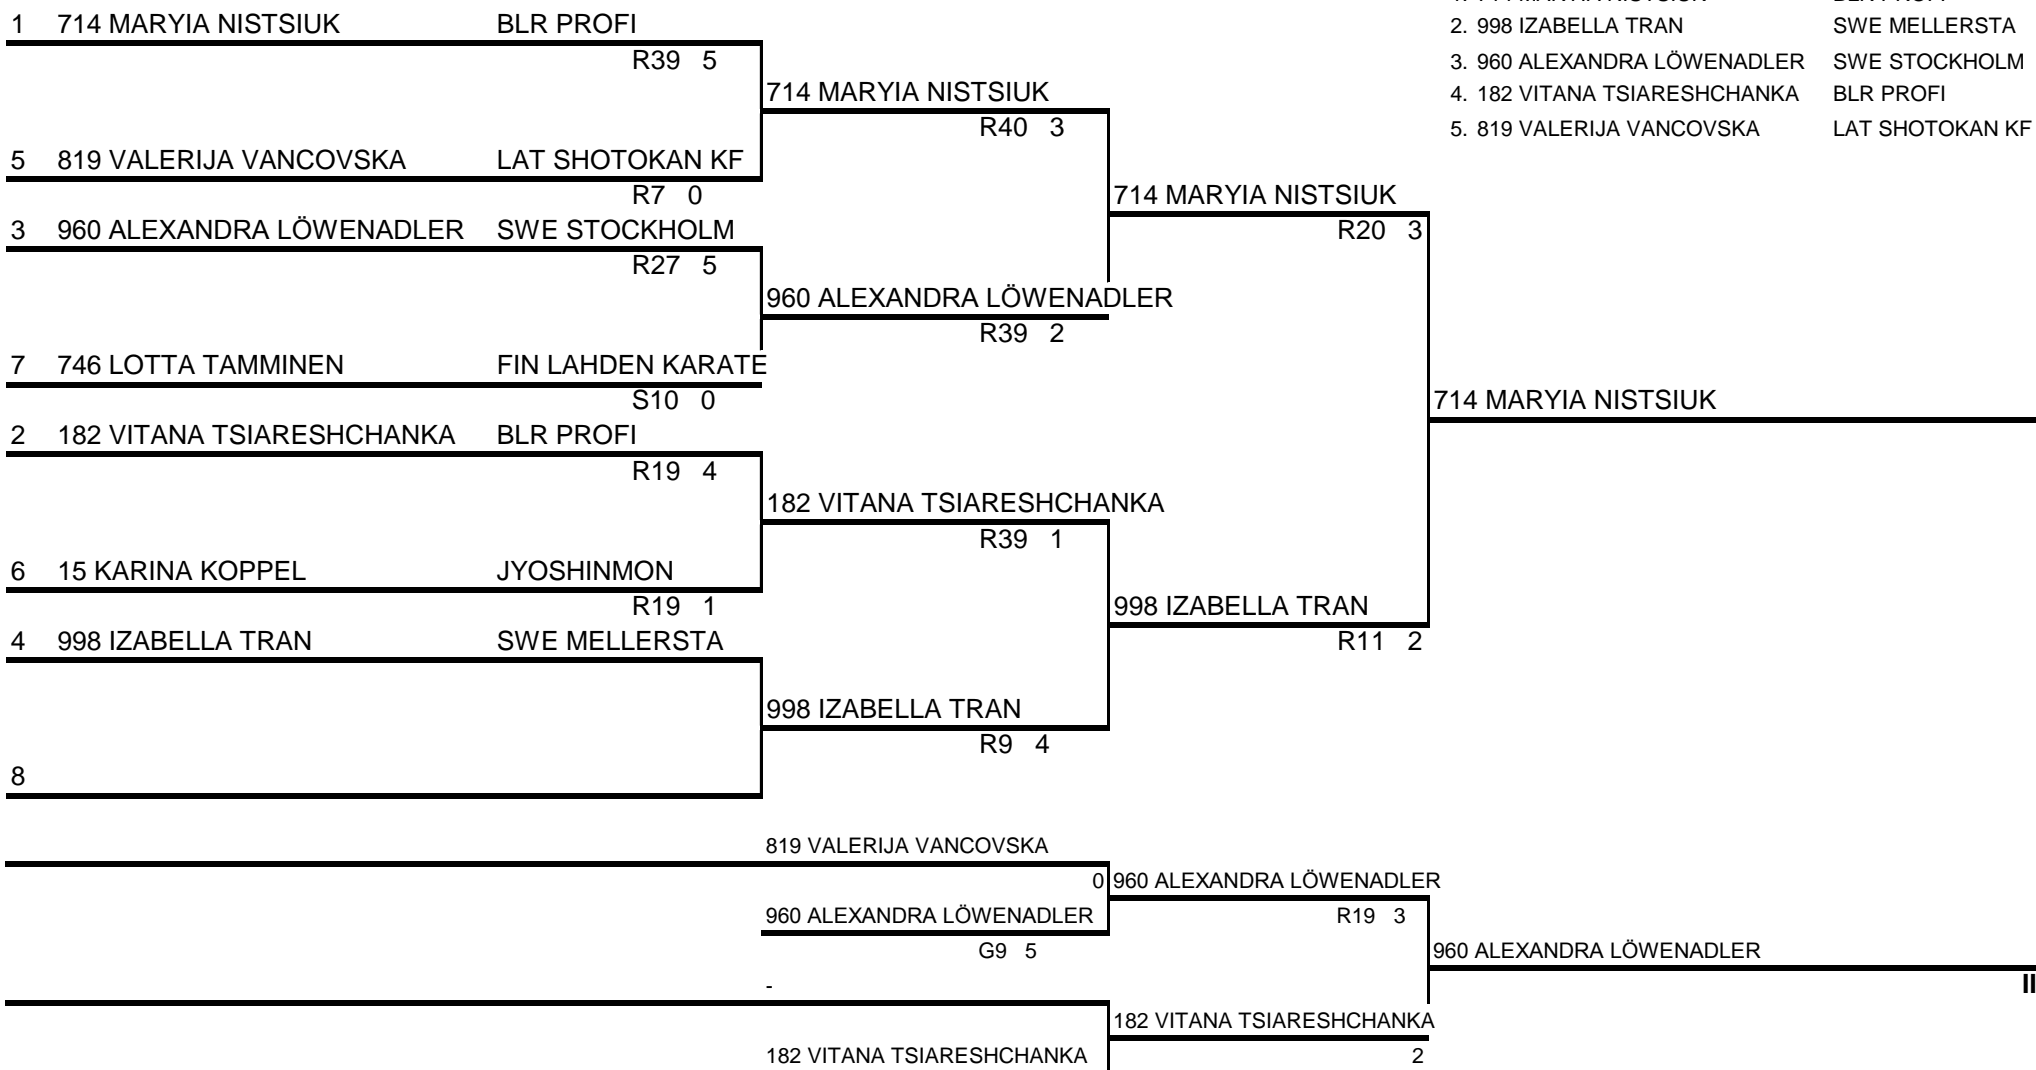 2. 998 IZABELLA TRAN SWE MELLERSTA
3. 960 ALEXANDRA LÖWENADLER SWE STOCKHOLM
4. 182 VITANA TSIARESHCHANKA BLR PROFI
5. 819 VALERIJA VANCOVSKA LAT SHOTOKAN KF
1 714 MARYIA NISTSIUK BLR PROFI
R39 5
714 MARYIA NISTSIUK
R40 3
5 819 VALERIJA VANCOVSKA LAT SHOTOKAN KF
R7 0
714 MARYIA NISTSIUK
R20 3
3 960 ALEXANDRA LÖWENADLER SWE STOCKHOLM
R27 5
960 ALEXANDRA LÖWENADLER
R39 2
7 746 LOTTA TAMMINEN FIN LAHDEN KARATE
S10 0
714 MARYIA NISTSIUK
2 182 VITANA TSIARESHCHANKA BLR PROFI
R19 4
182 VITANA TSIARESHCHANKA
R39 1
6 15 KARINA KOPPEL JYOSHINMON
R19 1
998 IZABELLA TRAN
R11 2
4 998 IZABELLA TRAN SWE MELLERSTA
998 IZABELLA TRAN
R9 4
8
819 VALERIJA VANCOVSKA
0 960 ALEXANDRA LÖWENADLER
960 ALEXANDRA LÖWENADLER R19 3
G9 5
960 ALEXANDRA LÖWENADLER
-
II
182 VITANA TSIARESHCHANKA
182 VITANA TSIARESHCHANKA 2